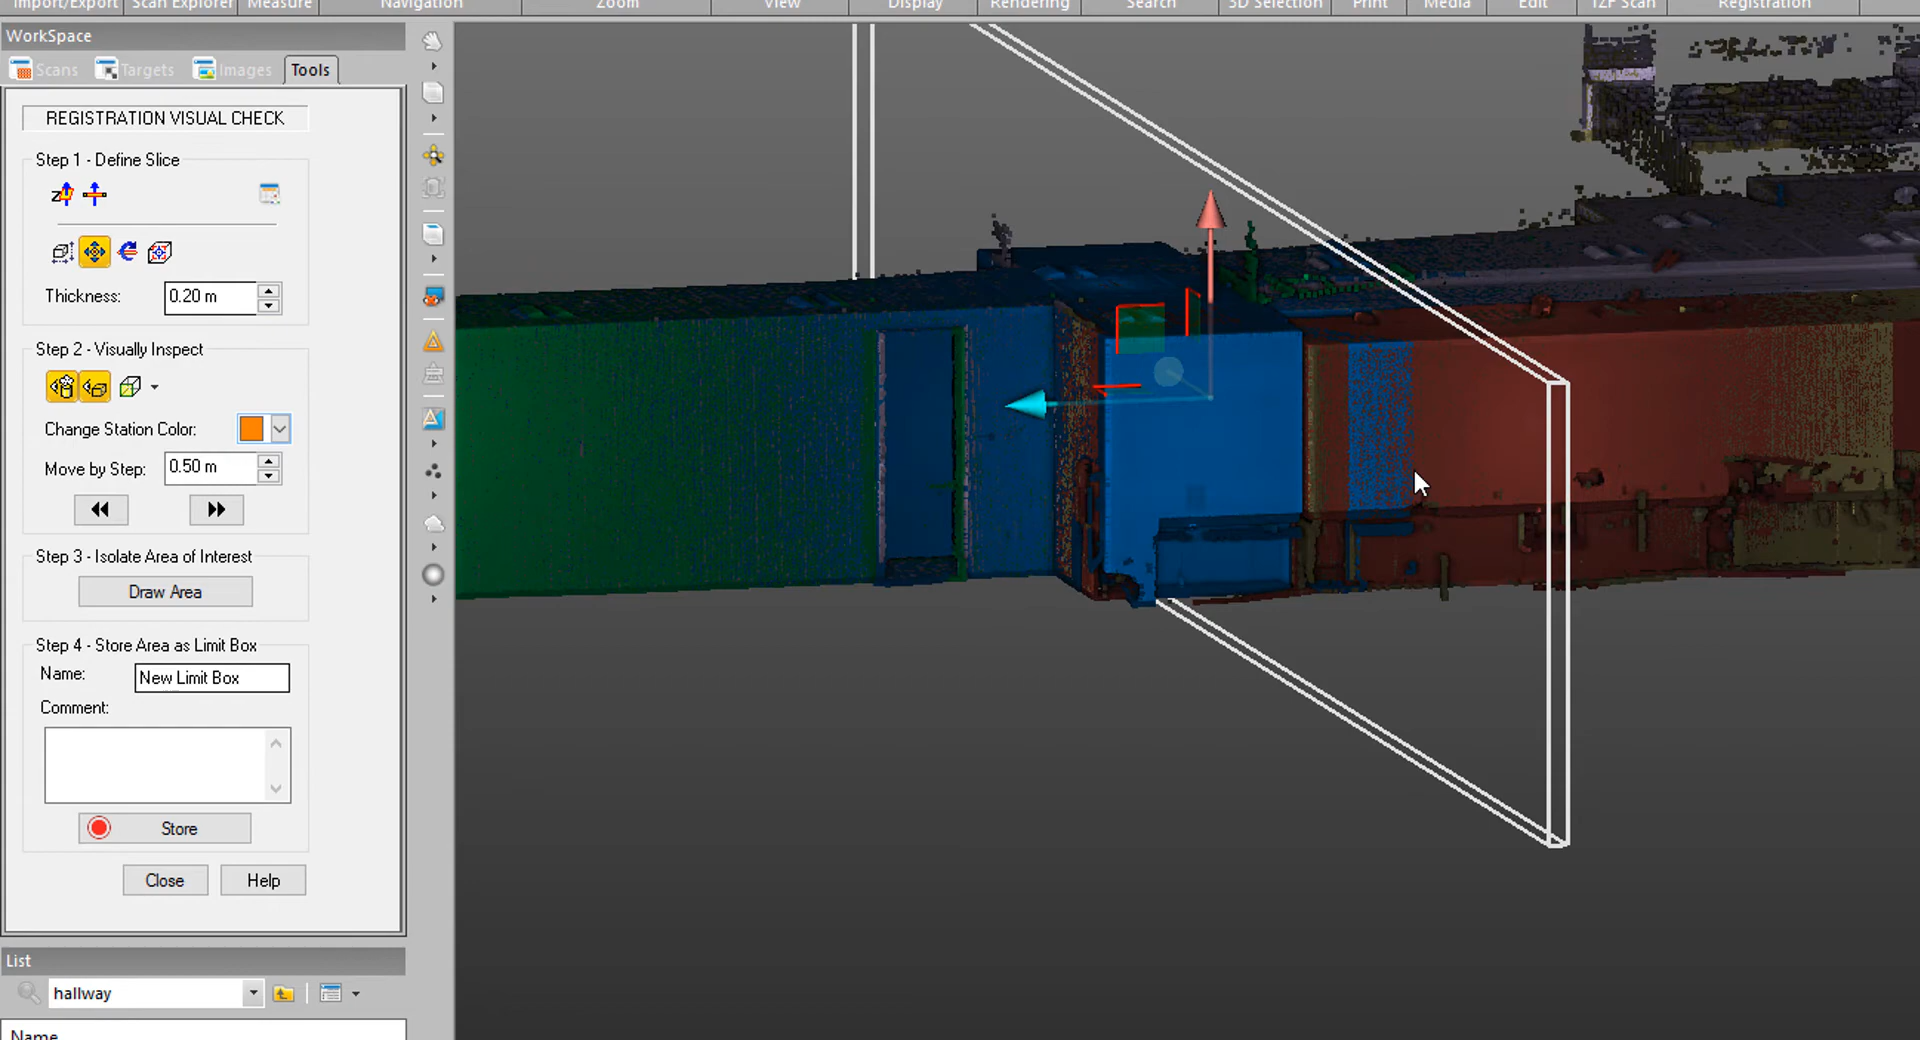 Import/Export Scan Explorer Measure Navigation Zoom View Display Rendering Search 3D Selection Print Media Edit TZF Scan Registration
WorkSpace
Scans Targets Images Tools
REGISTRATION VISUAL CHECK
Step 1 - Define Slice
Thickness: 0.20 m
Step 2 - Visually Inspect
Change Station Color:
Move by Step: 0.50 m
Step 3 - Isolate Area of Interest
Draw Area
Step 4 - Store Area as Limit Box
Name: New Limit Box
Comment:
Store
Close Help
List
hallway
Name